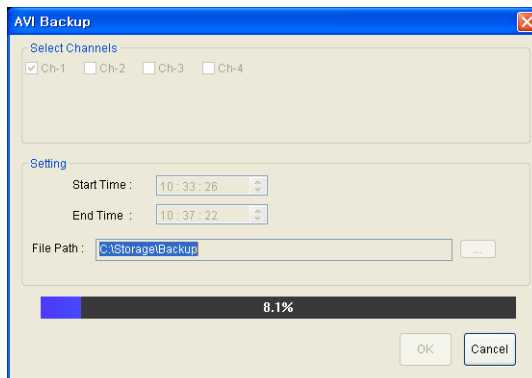 AVI Backup
Select Channels
Ch-1 Ch-2 Ch-3 Ch-4
Setting
Start Time : 10 : 33 : 26
End Time : 10 : 37 : 22
File Path : C:\Storage\Backup ...
8.1%
OK Cancel